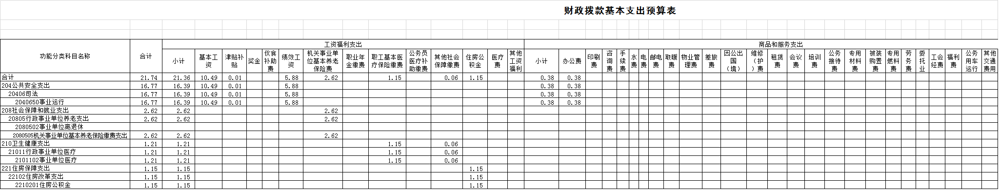 财政拨款基本支出预算表
功能分类科目名称 合计 工资福利支出 商品和服务支出
小计 基本工资 津贴补贴 奖金 伙食补助费 绩效工资 机关事业单位基本养老保险费 职业年金缴费 职工基本医疗保险缴费 公务员医疗补助缴费 其他社会保障缴费 住房公积金 医疗费 其他工资福利 小计 办公费 印刷费 咨询费 手续费 水费 电费 邮电费 取暖费 物业管理费 差旅费 因公出国（境） 维修（护）费 租赁费 会议费 培训费 公务接待费 专用材料费 被装购置费 专用燃料费 劳务费 委托业 工会经费 福利费 公务用车运行 其他交通费用
合计 21.74 21.36 10.49 0.01 5.88 2.62 1.15 0.06 1.15 0.38 0.38
204公共安全支出 16.77 16.39 10.49 0.01 5.88 0.38 0.38
20406司法 16.77 16.39 10.49 0.01 5.88 0.38 0.38
2040650事业运行 16.77 16.39 10.49 0.01 5.88 0.38 0.38
208社会保障和就业支出 2.62 2.62 2.62
20805行政事业单位养老支出 2.62 2.62 2.62
2080502事业单位离退休
2080505机关事业单位基本养老保险缴费支出 2.62 2.62 2.62
210卫生健康支出 1.21 1.21 1.15 0.06
21011行政事业单位医疗 1.21 1.21 1.15 0.06
2101102事业单位医疗 1.21 1.21 1.15 0.06
221住房保障支出 1.15 1.15 1.15
22102住房改革支出 1.15 1.15 1.15
2210201住房公积金 1.15 1.15 1.15